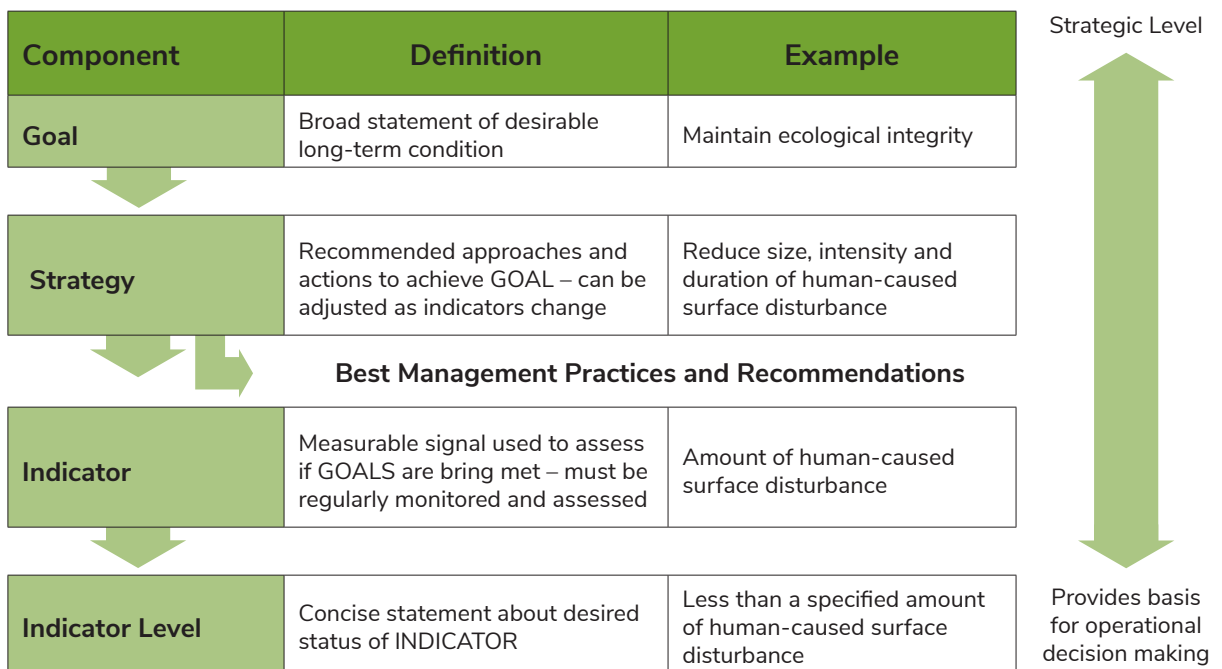 Strategic Level
Component
Definition
Example
Goal
Broad statement of desirable
long-term condition
Maintain ecological integrity
Strategy
Recommended approaches and
actions to achieve GOAL – can be
adjusted as indicators change
Reduce size, intensity and
duration of human-caused
surface disturbance
Best Management Practices and Recommendations
Indicator
Measurable signal used to assess
if GOALS are bring met – must be
regularly monitored and assessed
Amount of human-caused
surface disturbance
Indicator Level
Concise statement about desired
status of INDICATOR
Less than a specified amount
of human-caused surface
disturbance
Provides basis
for operational
decision making